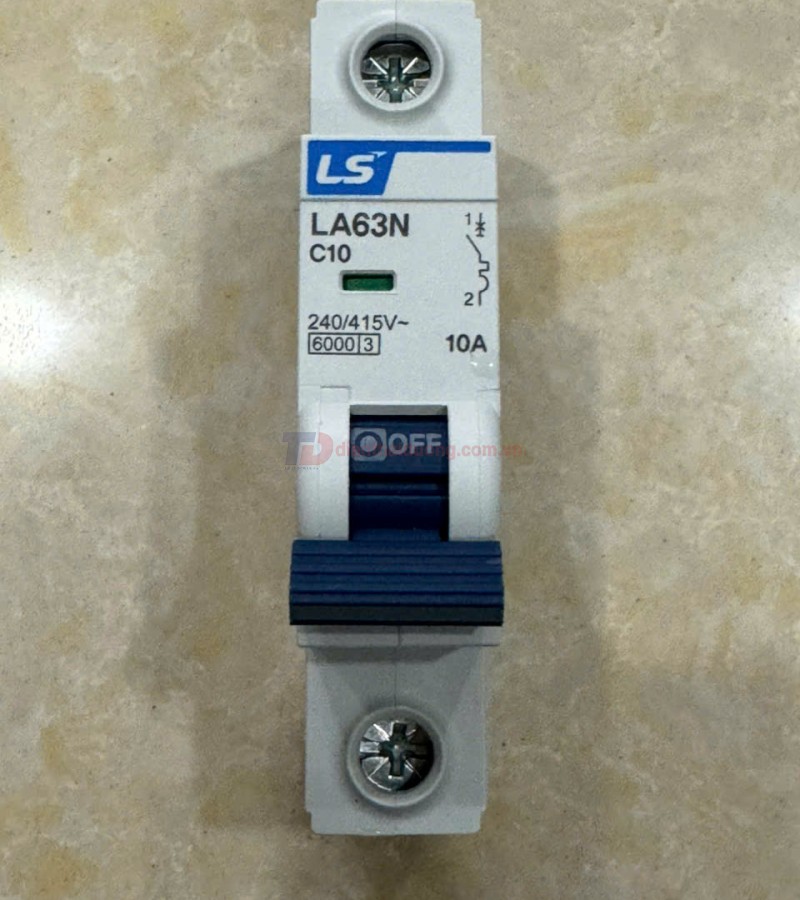 LS
LA63N
C10
1
2
240/415V~
6000 3
10A
OFF